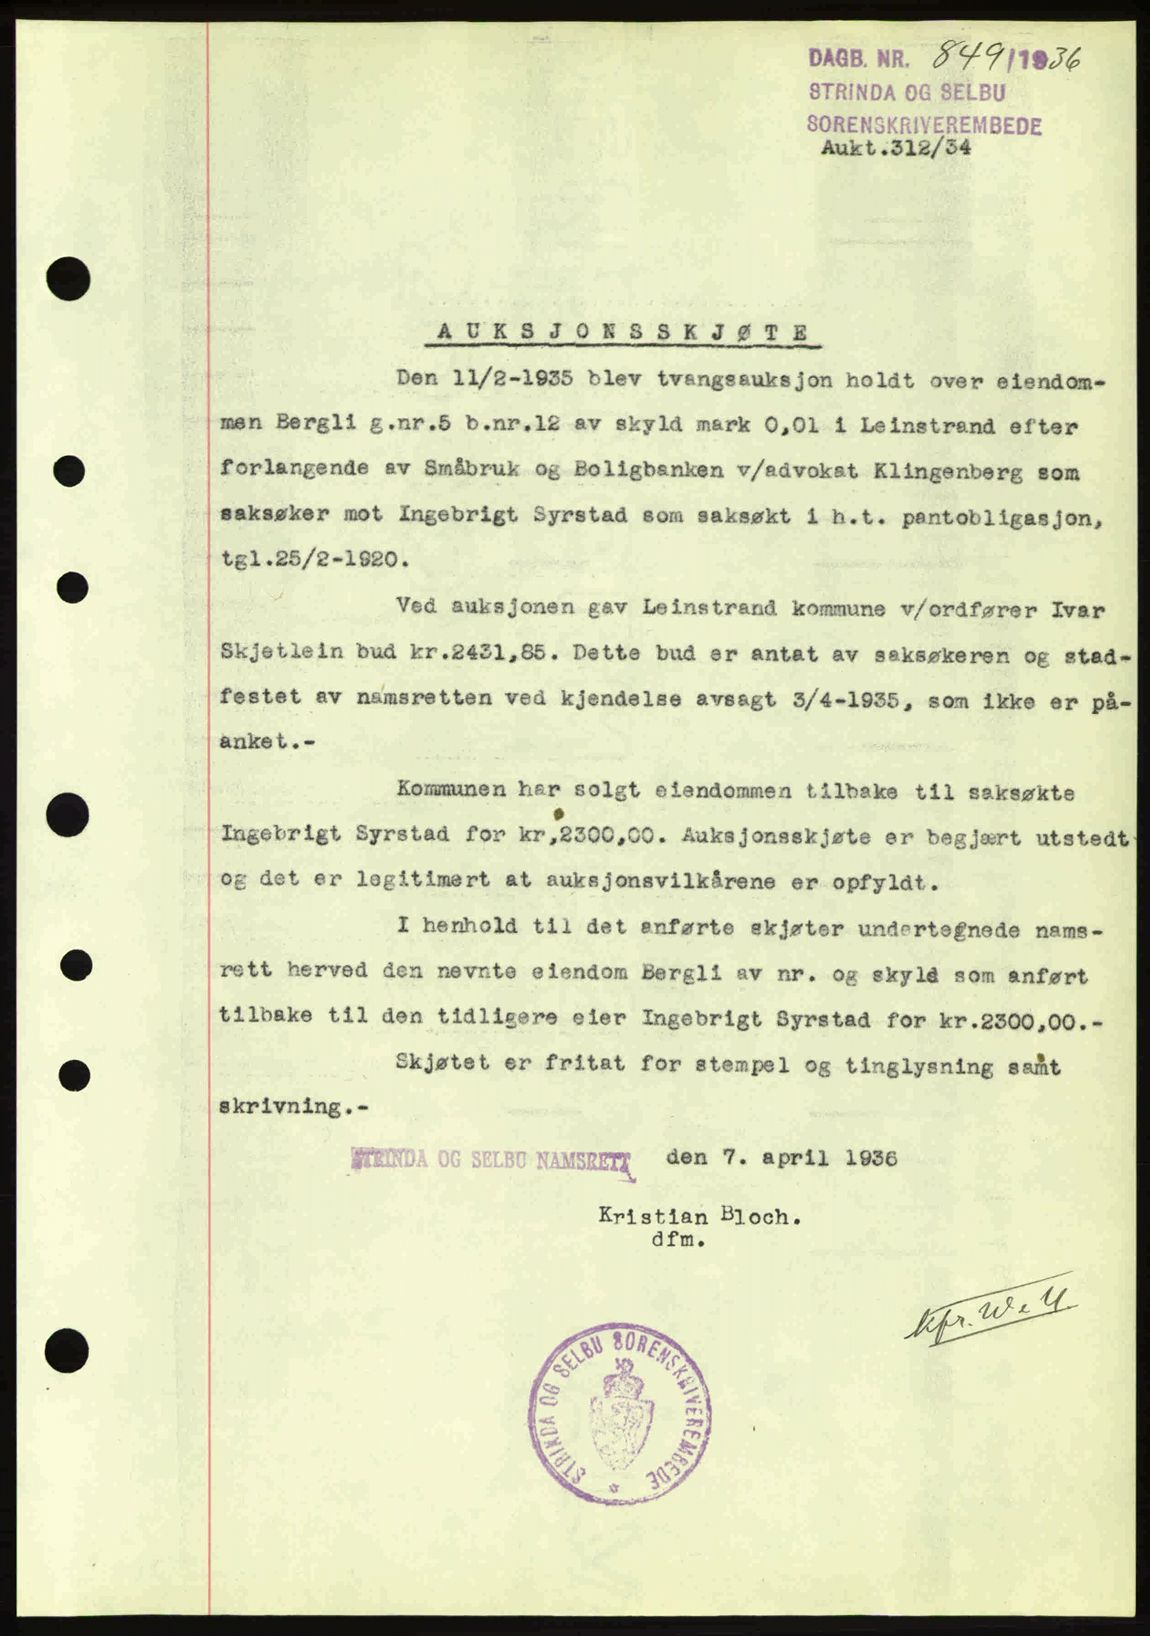 DAGB. NR. 849/1936
STRINDA OG SELBU
SORENSKRIVEREMBEDE
Aukt.312/34
AUKSJONSSKJØTE
Den 11/2-1935 blev tvangsauksjon holdt over eiendom-
men Bergli g.nr.5 b.nr.12 av skyld mark 0,01 i Leinstrand efter
forlangende av Småbruk og Boligbanken v/advokat Klingenberg som
saksøker mot Ingebrigt Syrstad som saksøkt i h.t. pantobligasjon,
tgl.25/2-1920.
Ved auksjonen gav Leinstrand kommune v/ordfører Ivar
Skjetlein bud kr.2431,85. Dette bud er antat av saksøkeren og stad-
festet av namsretten ved kjendelse avsagt 3/4-1935, som ikke er på-
anket.-
Kommunen har solgt eiendommen tilbake til saksøkte
Ingebrigt Syrstad for kr,2300,00. Auksjonsskjøte er begjært utstedt
og det er legitimert at auksjonsvilkårene er opfyldt.
I henhold til det anførte skjøter undertegnede nams-
rett herved den nevnte eiendom Bergli av nr. og skyld som anført
tilbake til den tidligere eier Ingebrigt Syrstad for kr.2300,00.-
Skjøtet er fritat for stempel og tinglysning samt
skrivning.-
STRINDA OG SELBU NAMSRETT den 7. april 1936
Kristian Bloch.
dfm.
STRINDA OG SELBU SORENSKRIVEREMBEDE